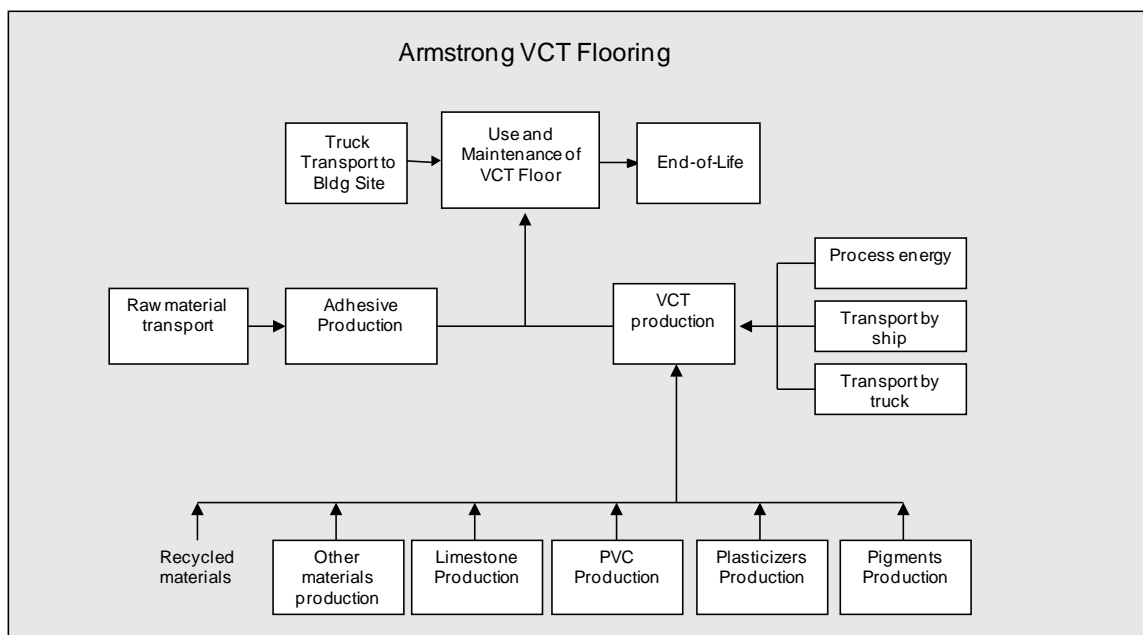 Armstrong VCT Flooring
Truck
Transport to
Bldg Site
Use and
Maintenance of
VCT Floor
End-of-Life
Raw material
transport
Adhesive
Production
VCT
production
Process energy
Transport by
ship
Transport by
truck
Recycled
materials
Other
materials
production
Limestone
Production
PVC
Production
Plasticizers
Production
Pigments
Production